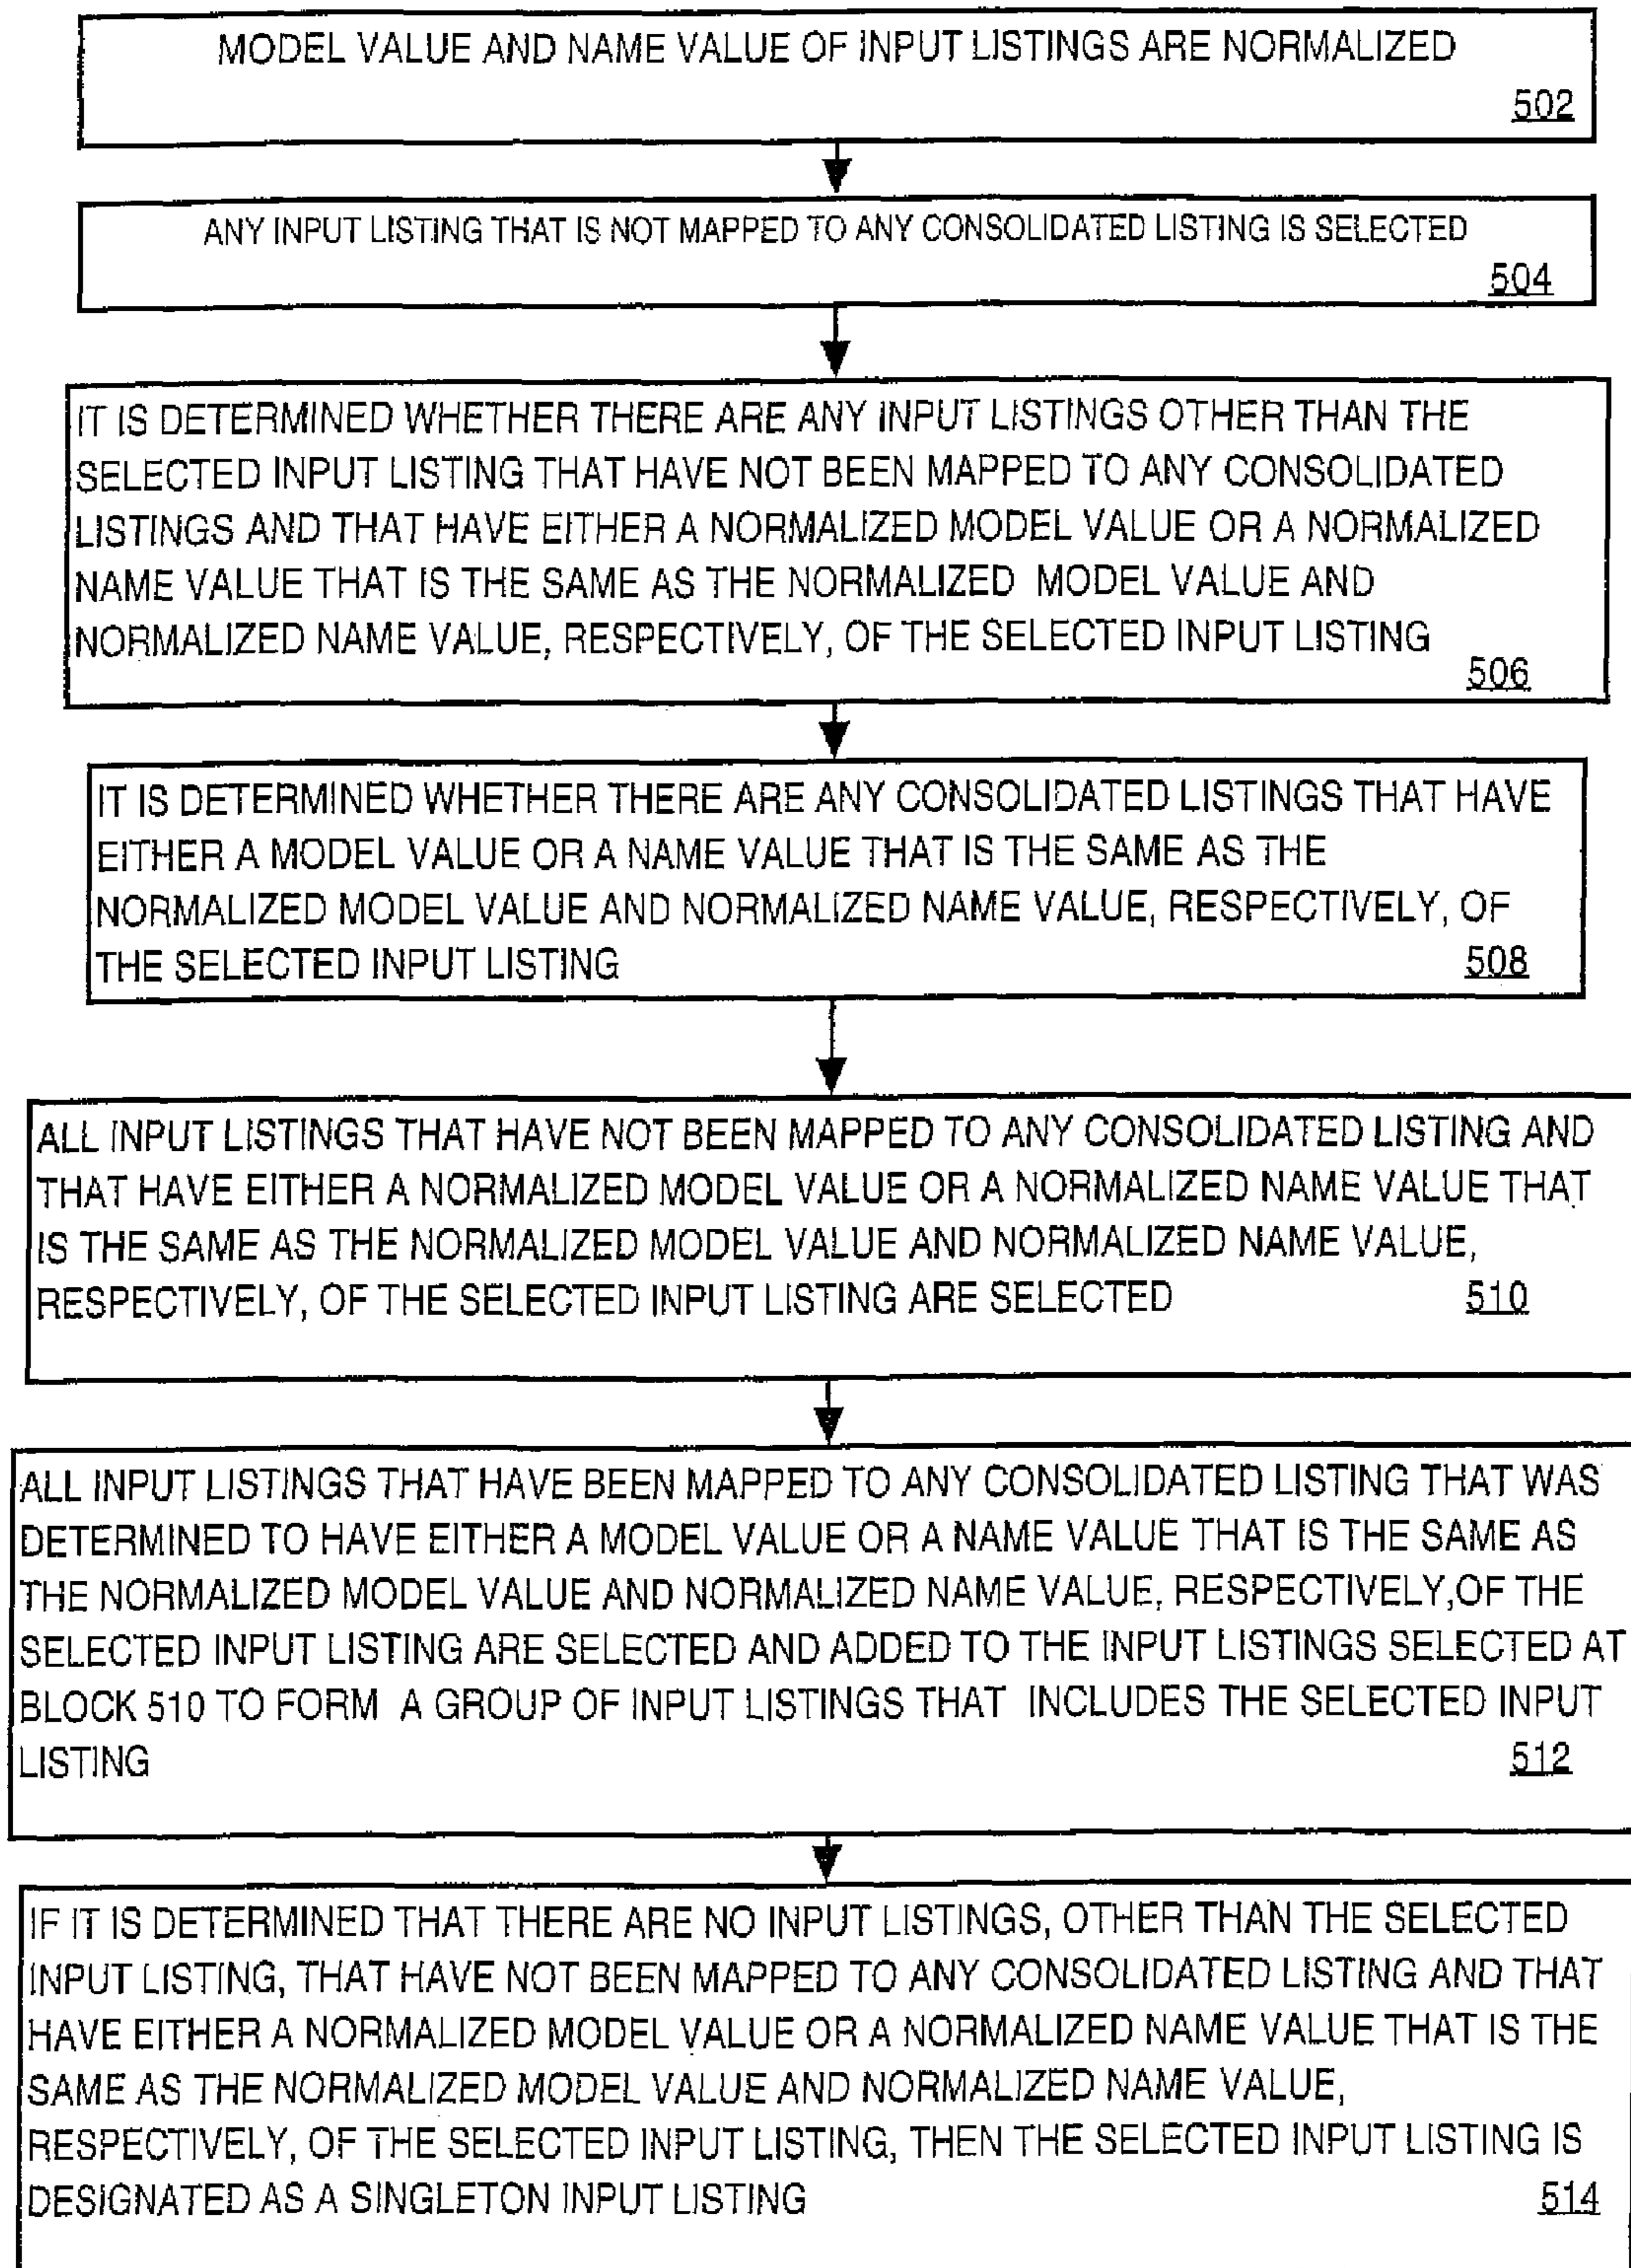 MODEL VALUE AND NAME VALUE OF INPUT LISTINGS ARE NORMALIZED
502
ANY INPUT LISTING THAT IS NOT MAPPED TO ANY CONSOLIDATED LISTING IS SELECTED
504
IT IS DETERMINED WHETHER THERE ARE ANY INPUT LISTINGS OTHER THAN THE
SELECTED INPUT LISTING THAT HAVE NOT BEEN MAPPED TO ANY CONSOLIDATED
LISTINGS AND THAT HAVE EITHER A NORMALIZED MODEL VALUE OR A NORMALIZED
NAME VALUE THAT IS THE SAME AS THE NORMALIZED MODEL VALUE AND
NORMALIZED NAME VALUE, RESPECTIVELY, OF THE SELECTED INPUT LISTING
506
IT IS DETERMINED WHETHER THERE ARE ANY CONSOLIDATED LISTINGS THAT HAVE
EITHER A MODEL VALUE OR A NAME VALUE THAT IS THE SAME AS THE
NORMALIZED MODEL VALUE AND NORMALIZED NAME VALUE, RESPECTIVELY, OF
THE SELECTED INPUT LISTING 508
ALL INPUT LISTINGS THAT HAVE NOT BEEN MAPPED TO ANY CONSOLIDATED LISTING AND
THAT HAVE EITHER A NORMALIZED MODEL VALUE OR A NORMALIZED NAME VALUE THAT
IS THE SAME AS THE NORMALIZED MODEL VALUE AND NORMALIZED NAME VALUE,
RESPECTIVELY, OF THE SELECTED INPUT LISTING ARE SELECTED 510
ALL INPUT LISTINGS THAT HAVE BEEN MAPPED TO ANY CONSOLIDATED LISTING THAT WAS
DETERMINED TO HAVE EITHER A MODEL VALUE OR A NAME VALUE THAT IS THE SAME AS
THE NORMALIZED MODEL VALUE AND NORMALIZED NAME VALUE, RESPECTIVELY,OF THE
SELECTED INPUT LISTING ARE SELECTED AND ADDED TO THE INPUT LISTINGS SELECTED AT
BLOCK 510 TO FORM A GROUP OF INPUT LISTINGS THAT INCLUDES THE SELECTED INPUT
LISTING 512
IF IT IS DETERMINED THAT THERE ARE NO INPUT LISTINGS, OTHER THAN THE SELECTED
INPUT LISTING, THAT HAVE NOT BEEN MAPPED TO ANY CONSOLIDATED LISTING AND THAT
HAVE EITHER A NORMALIZED MODEL VALUE OR A NORMALIZED NAME VALUE THAT IS THE
SAME AS THE NORMALIZED MODEL VALUE AND NORMALIZED NAME VALUE,
RESPECTIVELY, OF THE SELECTED INPUT LISTING, THEN THE SELECTED INPUT LISTING IS
DESIGNATED AS A SINGLETON INPUT LISTING 514